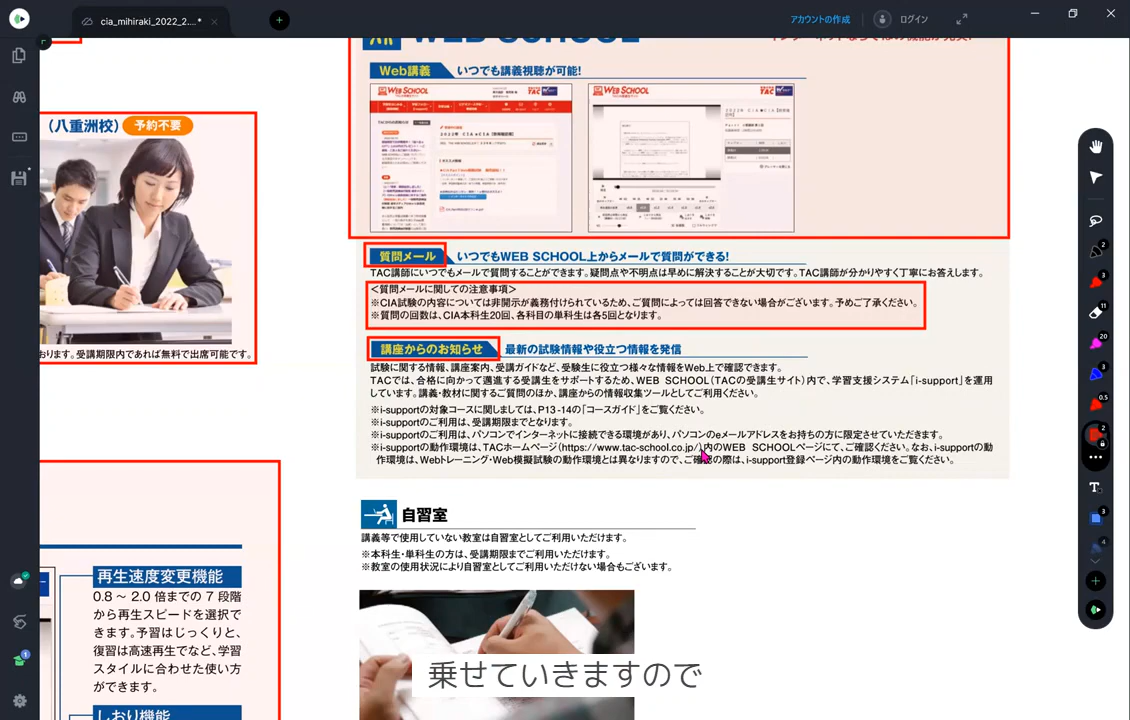 cia_mihiraki_2022_2....*
アカウントの作成
ログイン
WEB SCHOOL
Web講義
いつでも講義視聴が可能!
WEB SCHOOL
TAC
WEB SCHOOL
TAC
（八重洲校）
予約不要
おります。受講期限内であれば無料で出席可能です。
質問メール
いつでもWEB SCHOOL上からメールで質問ができる!
TAC講師にいつでもメールで質問することができます。疑問点や不明点は早めに解決することが大切です。TAC講師が分かりやすく丁寧にお答えします。
＜質問メールに関しての注意事項＞
※CIA試験の内容については非開示が義務付けられているため、ご質問によっては回答できない場合がございます。予めご了承ください。
※質問の回数は、CIA本科生20回、各科目の単科生は各5回となります。
講座からのお知らせ
最新の試験情報や役立つ情報を発信
試験に関する情報、講座案内、受講ガイドなど、受験生に役立つ様々な情報をWeb上で確認できます。
TACでは、合格に向かって邁進する受講生をサポートするため、WEB SCHOOL（TACの受講生サイト）内で、学習支援システム「i-support」を運用
しています。講義・教材に関するご質問のほか、講座からの情報収集ツールとしてご利用ください。
※i-supportの対象コースに関しましては、P13-14の「コースガイド」をご覧ください。
※i-supportのご利用は、受講期限までとなります。
※i-supportのご利用は、パソコンでインターネットに接続できる環境があり、パソコンのeメールアドレスをお持ちの方に限定させていただきます。
※i-supportの動作環境は、TACホームページ（https://www.tac-school.co.jp/）内のWEB SCHOOLページにて、ご確認ください。なお、i-supportの動
作環境は、Webトレーニング・Web模擬試験の動作環境とは異なりますので、ご確認の際は、i-support登録ページ内の動作環境をご覧ください。
自習室
講義等で使用していない教室は自習室としてご利用いただけます。
※本科生・単科生の方は、受講期限までご利用いただけます。
※教室の使用状況により自習室としてご利用いただけない場合もございます。
再生速度変更機能
0.8 ～ 2.0 倍までの 7 段階
から再生スピードを選択で
きます。予習はじっくりと、
復習は高速再生でなど、学習
スタイルに合わせた使い方
ができます。
しおり機能
乗せていきますので